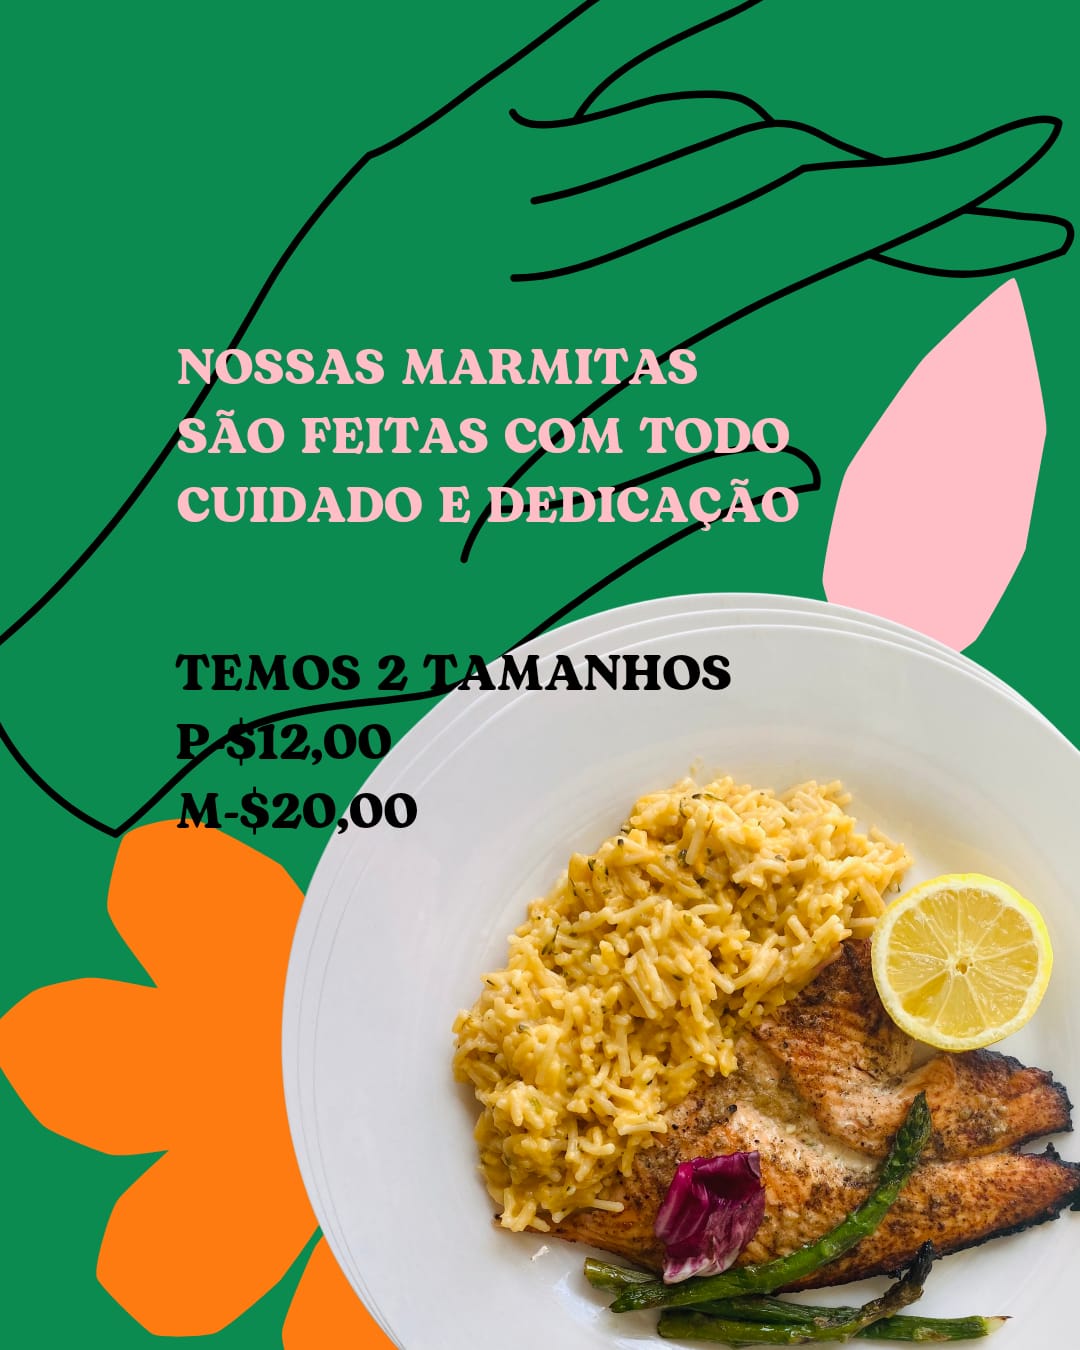 NOSSAS MARMITAS
SÃO FEITAS COM TODO
CUIDADO E DEDICAÇÃO
TEMOS 2 TAMANHOS
P-$12,00
M-$20,00